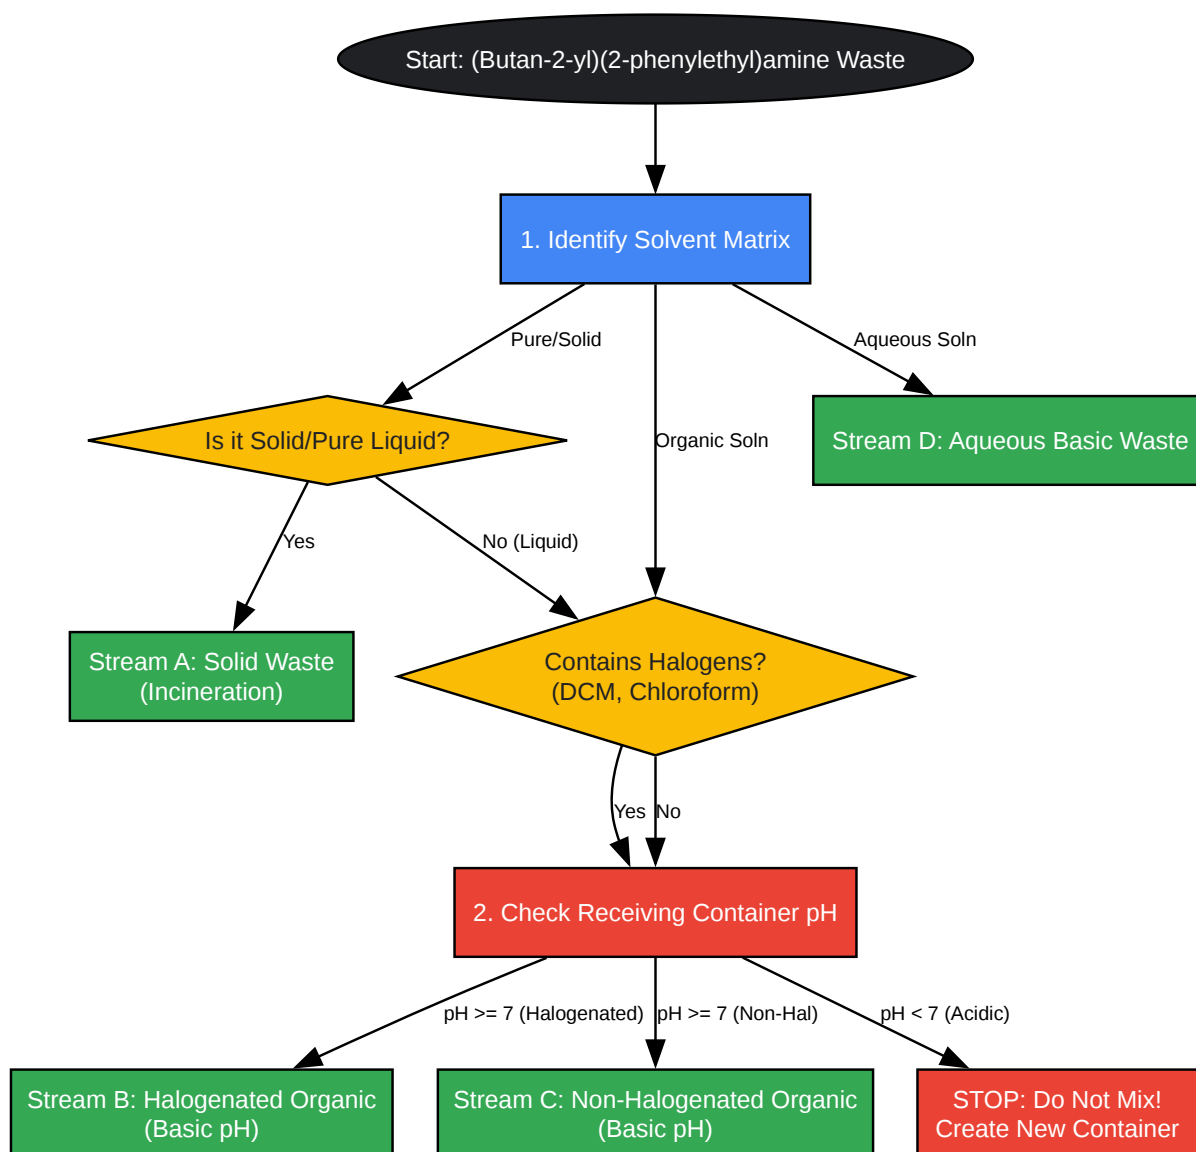 Start: (Butan-2-yl)(2-phenylethyl)amine Waste
1. Identify Solvent Matrix
Pure/Solid
Aqueous Soln
Is it Solid/Pure Liquid?
Organic Soln
Stream D: Aqueous Basic Waste
Yes
No (Liquid)
Stream A: Solid Waste
(Incineration)
Contains Halogens?
(DCM, Chloroform)
Yes
No
2. Check Receiving Container pH
pH >= 7 (Halogenated)
pH >= 7 (Non-Hal)
pH < 7 (Acidic)
Stream B: Halogenated Organic
(Basic pH)
Stream C: Non-Halogenated Organic
(Basic pH)
STOP: Do Not Mix!
Create New Container